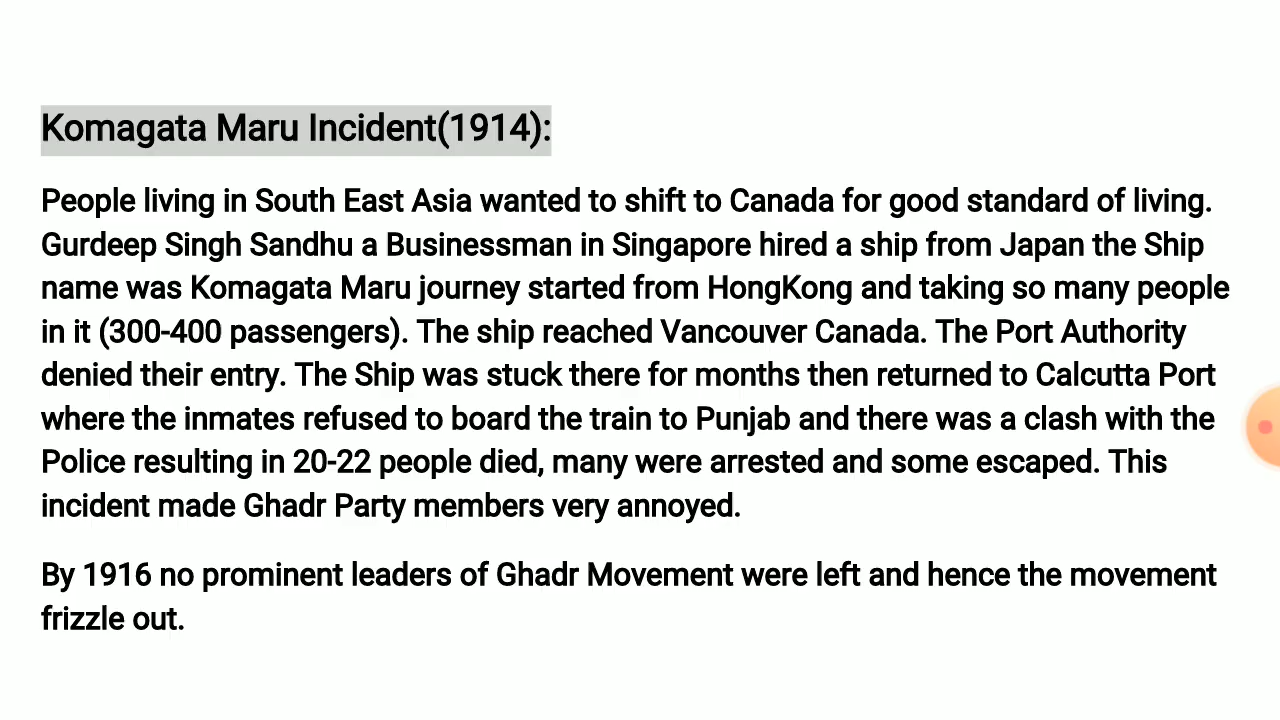 Komagata Maru Incident(1914):
People living in South East Asia wanted to shift to Canada for good standard of living.
Gurdeep Singh Sandhu a Businessman in Singapore hired a ship from Japan the Ship
name was Komagata Maru journey started from HongKong and taking so many people
in it (300-400 passengers). The ship reached Vancouver Canada. The Port Authority
denied their entry. The Ship was stuck there for months then returned to Calcutta Port
where the inmates refused to board the train to Punjab and there was a clash with the
Police resulting in 20-22 people died, many were arrested and some escaped. This
incident made Ghadr Party members very annoyed.
By 1916 no prominent leaders of Ghadr Movement were left and hence the movement
frizzle out.